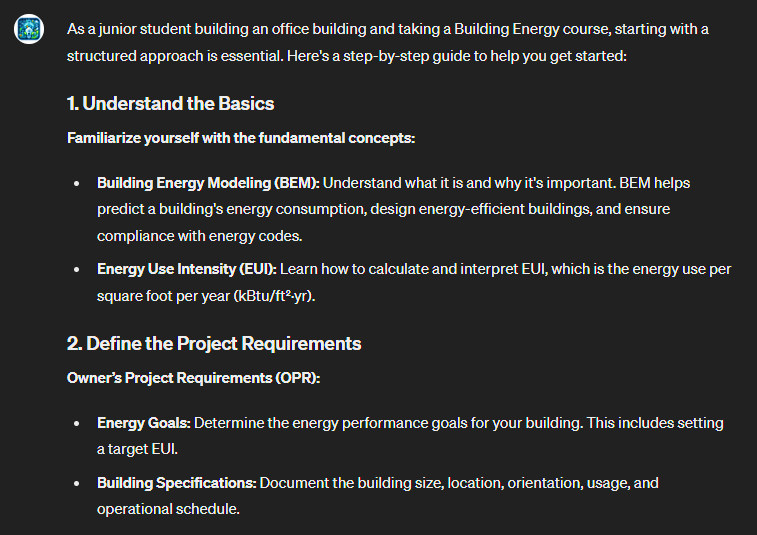 As a junior student building an office building and taking a Building Energy course, starting with a
structured approach is essential. Here's a step-by-step guide to help you get started:
1. Understand the Basics
Familiarize yourself with the fundamental concepts:
• Building Energy Modeling (BEM): Understand what it is and why it's important. BEM helps
predict a building's energy consumption, design energy-efficient buildings, and ensure
compliance with energy codes.
• Energy Use Intensity (EUI): Learn how to calculate and interpret EUI, which is the energy use per
square foot per year (kBtu/ft²·yr).
2. Define the Project Requirements
Owner’s Project Requirements (OPR):
• Energy Goals: Determine the energy performance goals for your building. This includes setting
a target EUI.
• Building Specifications: Document the building size, location, orientation, usage, and
operational schedule.